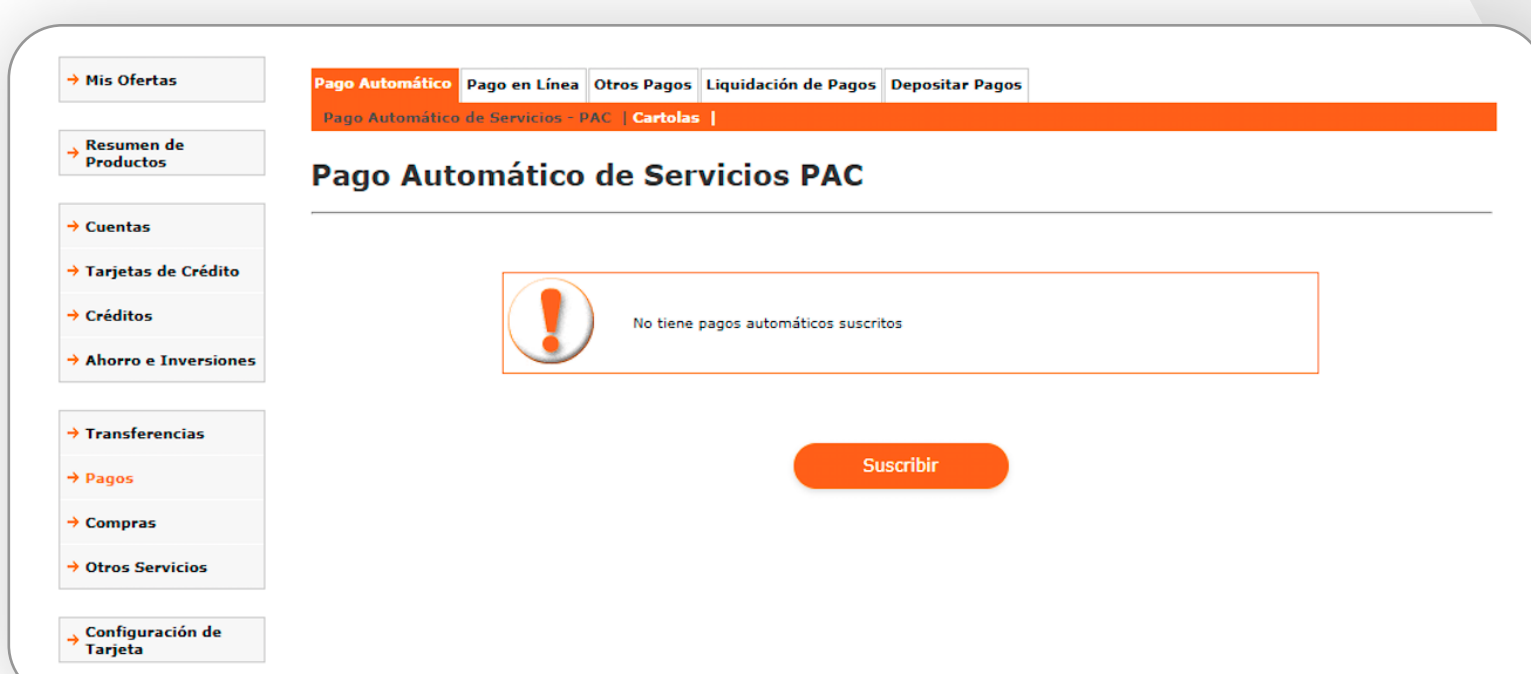 Mis Ofertas
Resumen de
Productos
Cuentas
Tarjetas de Crédito
Créditos
Ahorro e Inversiones
Transferencias
Pagos
Compras
Otros Servicios
Configuración de
Tarjeta
Pago Automático Pago en Línea Otros Pagos Liquidación de Pagos Depositar Pagos
Pago Automático de Servicios - PAC | Cartolas |
Pago Automático de Servicios PAC
No tiene pagos automáticos suscritos
Suscribir